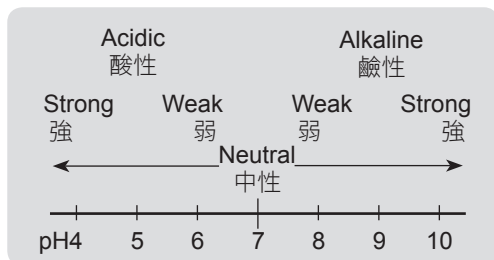 Acidic Alkaline
酸性 鹼性
Strong Weak Weak Strong
強 弱 弱 強
Neutral
中性
pH4 5 6 7 8 9 10